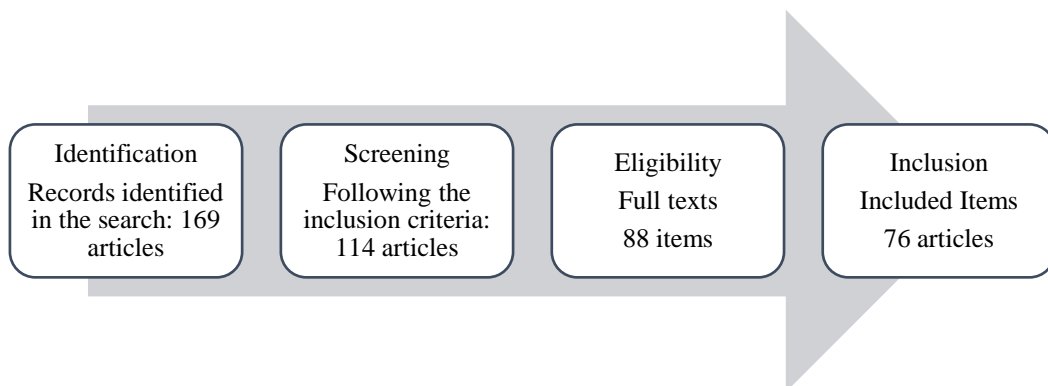 Identification
Records identified
in the search: 169
articles
Screening
Following the
inclusion criteria:
114 articles
Eligibility
Full texts
88 items
Inclusion
Included Items
76 articles